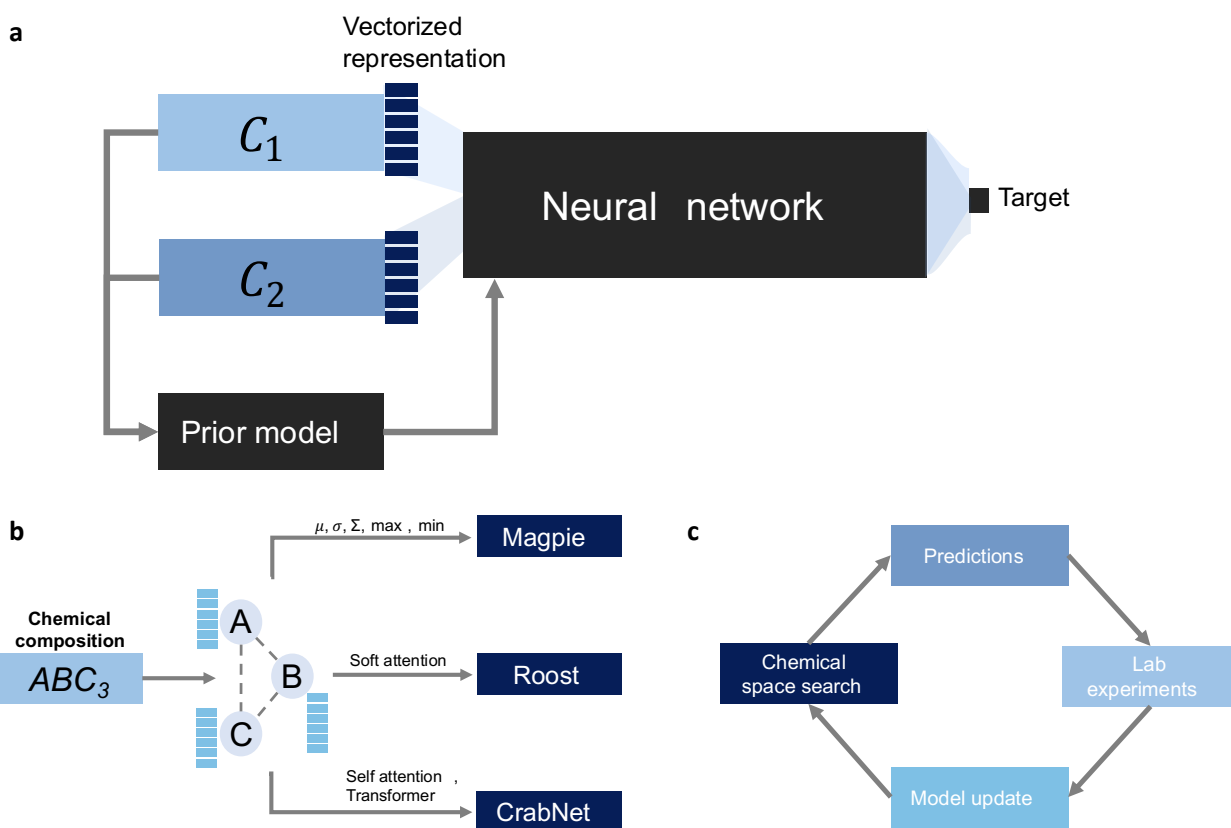 a
Vectorized
representation
C₁
C₂
Neural network
Target
Prior model
b
μ, σ, Σ, max , min
Magpie
Chemical
composition
ABC₃
A
B
C
Soft attention
Roost
Self attention ,
Transformer
CrabNet
c
Predictions
Chemical
space search
Lab
experiments
Model update